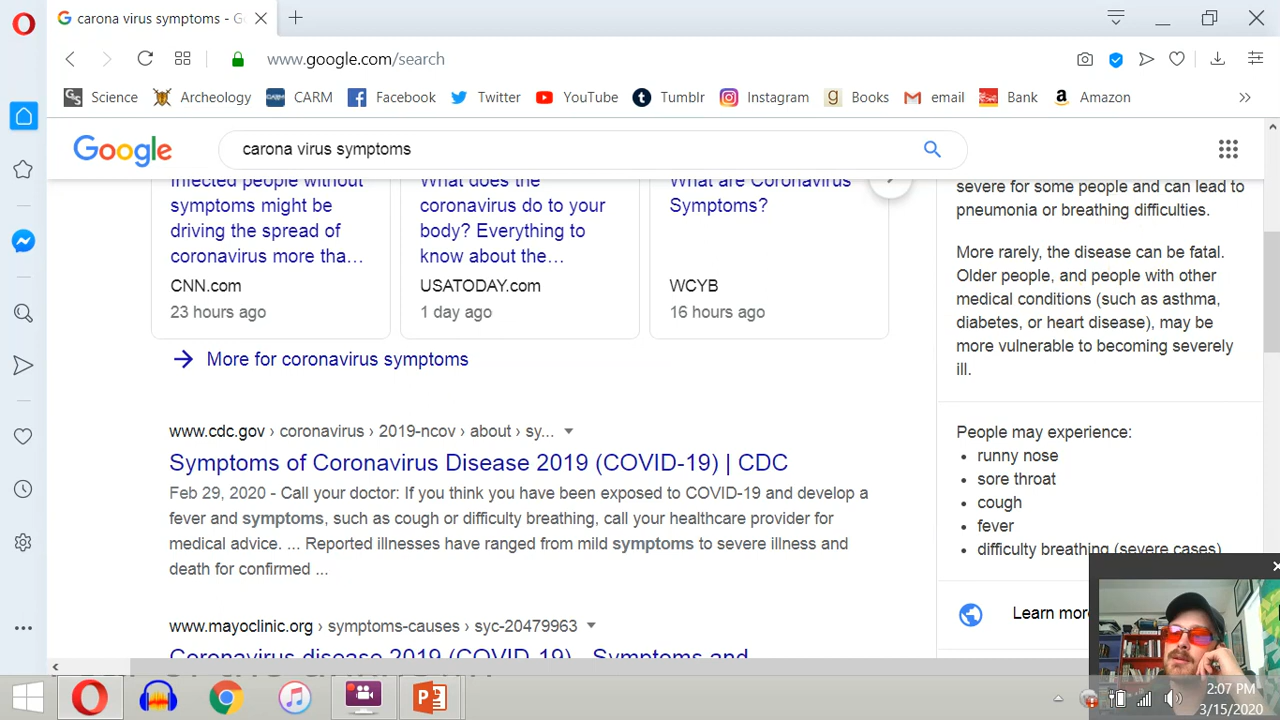 carona virus symptoms - G
www.google.com/search
Science Archeology CARM Facebook Twitter YouTube Tumblr Instagram Books email Bank Amazon
Google
carona virus symptoms
Infected people without
symptoms might be
driving the spread of
coronavirus more tha...
CNN.com
23 hours ago
What does the
coronavirus do to your
body? Everything to
know about the...
USATODAY.com
1 day ago
What are Coronavirus
Symptoms?
WCYB
16 hours ago
More for coronavirus symptoms
www.cdc.gov › coronavirus › 2019-ncov › about › sy...
Symptoms of Coronavirus Disease 2019 (COVID-19) | CDC
Feb 29, 2020 - Call your doctor: If you think you have been exposed to COVID-19 and develop a
fever and symptoms, such as cough or difficulty breathing, call your healthcare provider for
medical advice. ... Reported illnesses have ranged from mild symptoms to severe illness and
death for confirmed ...
www.mayoclinic.org › symptoms-causes › syc-20479963
Coronavirus disease 2019 (COVID-19) - Symptoms and
severe for some people and can lead to
pneumonia or breathing difficulties.
More rarely, the disease can be fatal.
Older people, and people with other
medical conditions (such as asthma,
diabetes, or heart disease), may be
more vulnerable to becoming severely
ill.
People may experience:
• runny nose
• sore throat
• cough
• fever
• difficulty breathing (severe cases)
Learn more
2:07 PM
3/15/2020